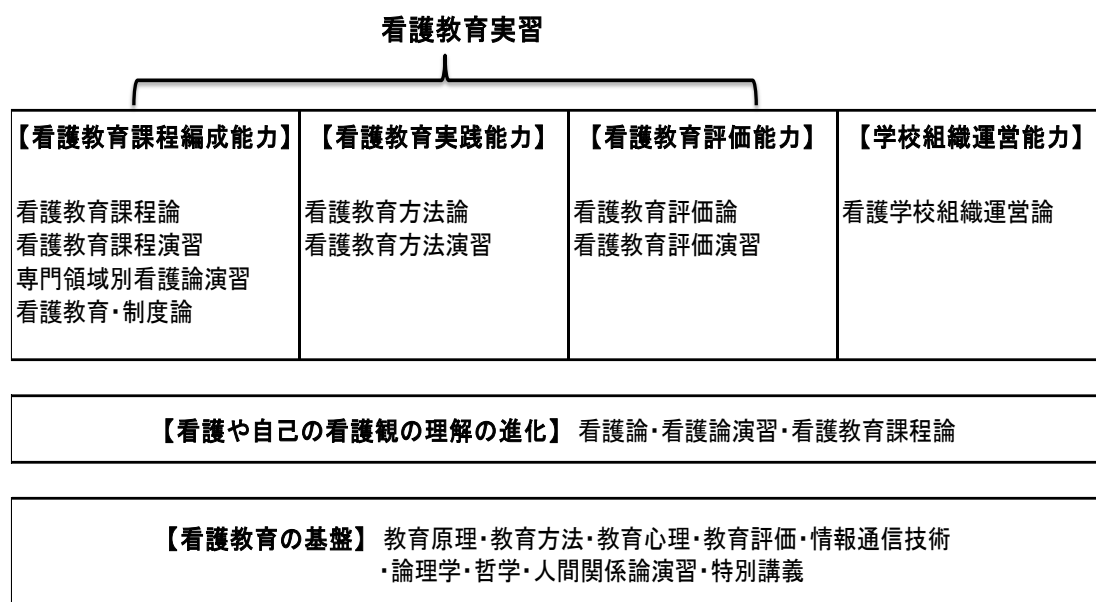 看護教育実習
【看護教育課程編成能力】
看護教育課程論
看護教育課程演習
専門領域別看護論演習
看護教育・制度論
【看護教育実践能力】
看護教育方法論
看護教育方法演習
【看護教育評価能力】
看護教育評価論
看護教育評価演習
【学校組織運営能力】
看護学校組織運営論
【看護や自己の看護観の理解の進化】 看護論・看護論演習・看護教育課程論
【看護教育の基盤】 教育原理・教育方法・教育心理・教育評価・情報通信技術
・論理学・哲学・人間関係論演習・特別講義